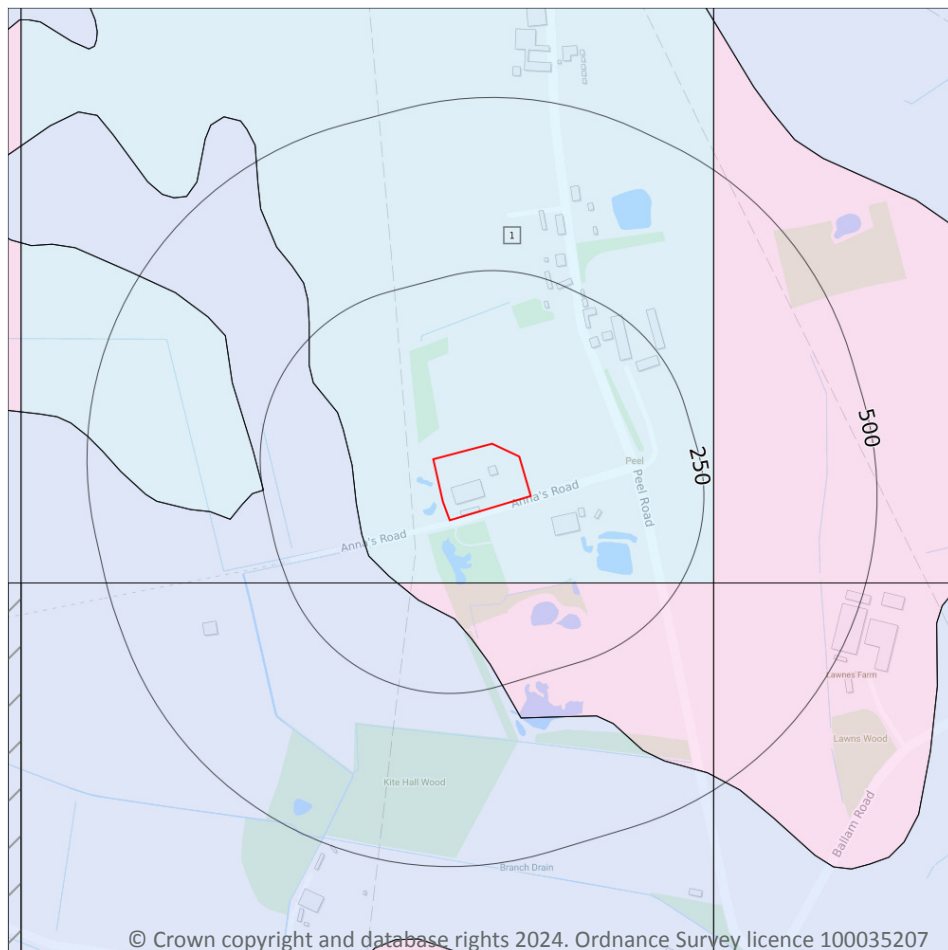 1
500
250
Peel
Peel Road
Anna's Road
Anna's Road
Lawnes Farm
Lawns Wood
Kite Hall Wood
Ballam Road
Branch Drain
© Crown copyright and database rights 2024. Ordnance Survey licence 100035207